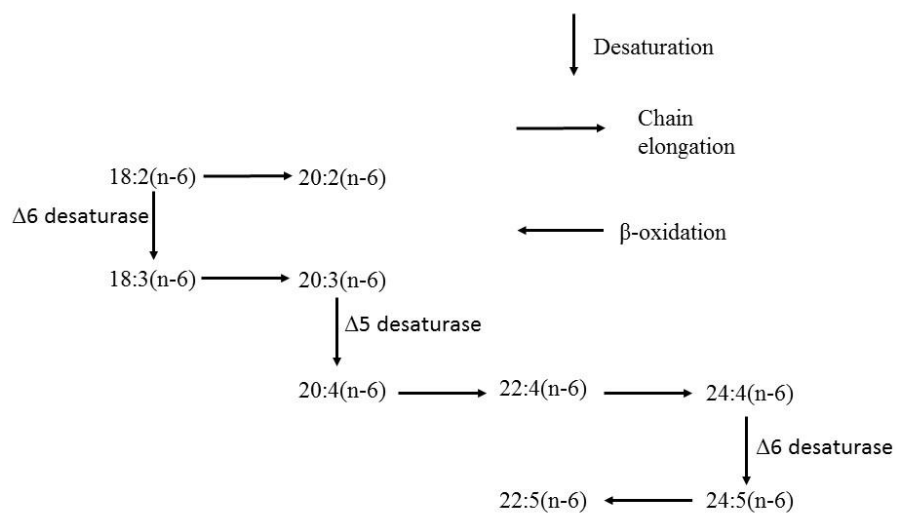 Desaturation
Chain
elongation
18:2(n-6) 20:2(n-6)
Δ6 desaturase
β-oxidation
18:3(n-6) 20:3(n-6)
Δ5 desaturase
20:4(n-6) 22:4(n-6) 24:4(n-6)
Δ6 desaturase
22:5(n-6) 24:5(n-6)